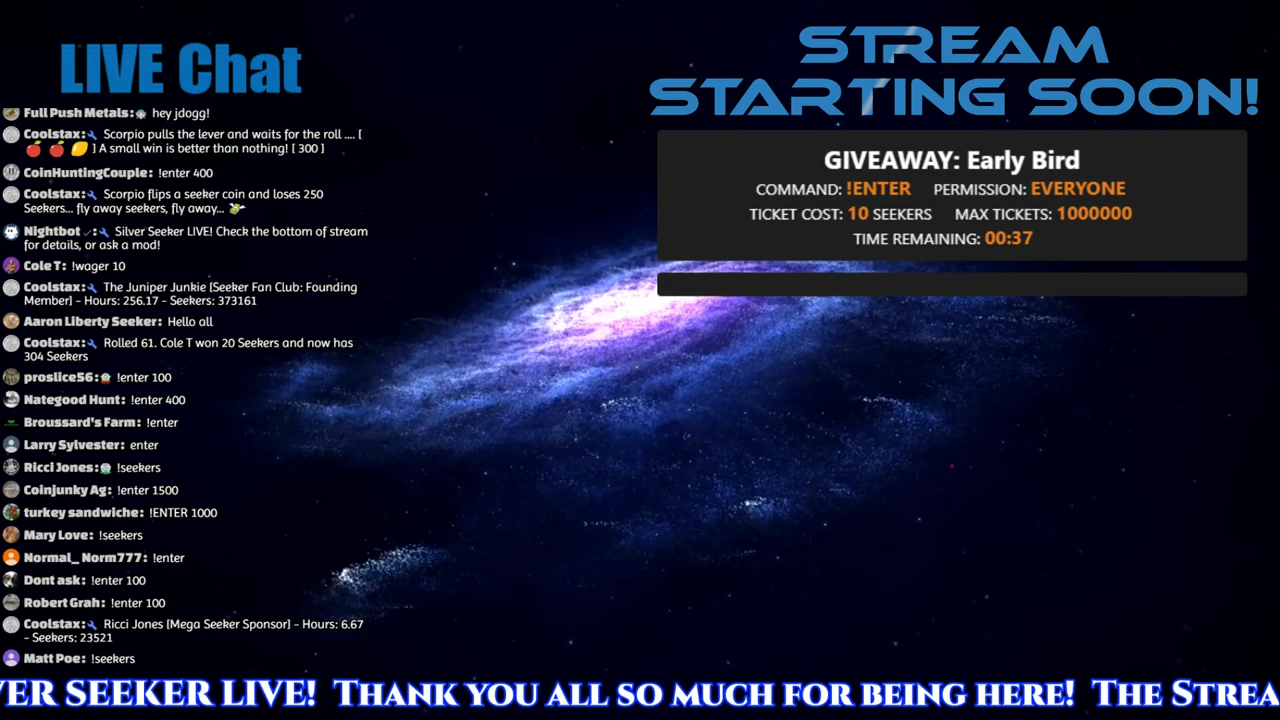 LIVE Chat
Full Push Metals: hey jdogg!
Coolstax: Scorpio pulls the lever and waits for the roll .... [
] A small win is better than nothing! [ 300 ]
CoinHuntingCouple: !enter 400
Coolstax: Scorpio flips a seeker coin and loses 250
Seekers... fly away seekers, fly away...
Nightbot ✓: Silver Seeker LIVE! Check the bottom of stream
for details, or ask a mod!
Cole T: !wager 10
Coolstax: The Juniper Junkie [Seeker Fan Club: Founding
Member] - Hours: 256.17 - Seekers: 373161
Aaron Liberty Seeker: Hello all
Coolstax: Rolled 61. Cole T won 20 Seekers and now has
304 Seekers
proslice56: !enter 100
Nategood Hunt: !enter 400
Broussard's Farm: !enter
Larry Sylvester: enter
Ricci Jones: !seekers
Coinjunky Ag: !enter 1500
turkey sandwiche: !ENTER 1000
Mary Love: !seekers
Normal_ Norm777: !enter
Dont ask: !enter 100
Robert Grah: !enter 100
Coolstax: Ricci Jones [Mega Seeker Sponsor] - Hours: 6.67
- Seekers: 23521
Matt Poe: !seekers
STREAM
STARTING SOON!
GIVEAWAY: Early Bird
COMMAND: !ENTER PERMISSION: EVERYONE
TICKET COST: 10 SEEKERS MAX TICKETS: 1000000
TIME REMAINING: 00:37
VER SEEKER LIVE! THANK YOU ALL SO MUCH FOR BEING HERE! THE STREA